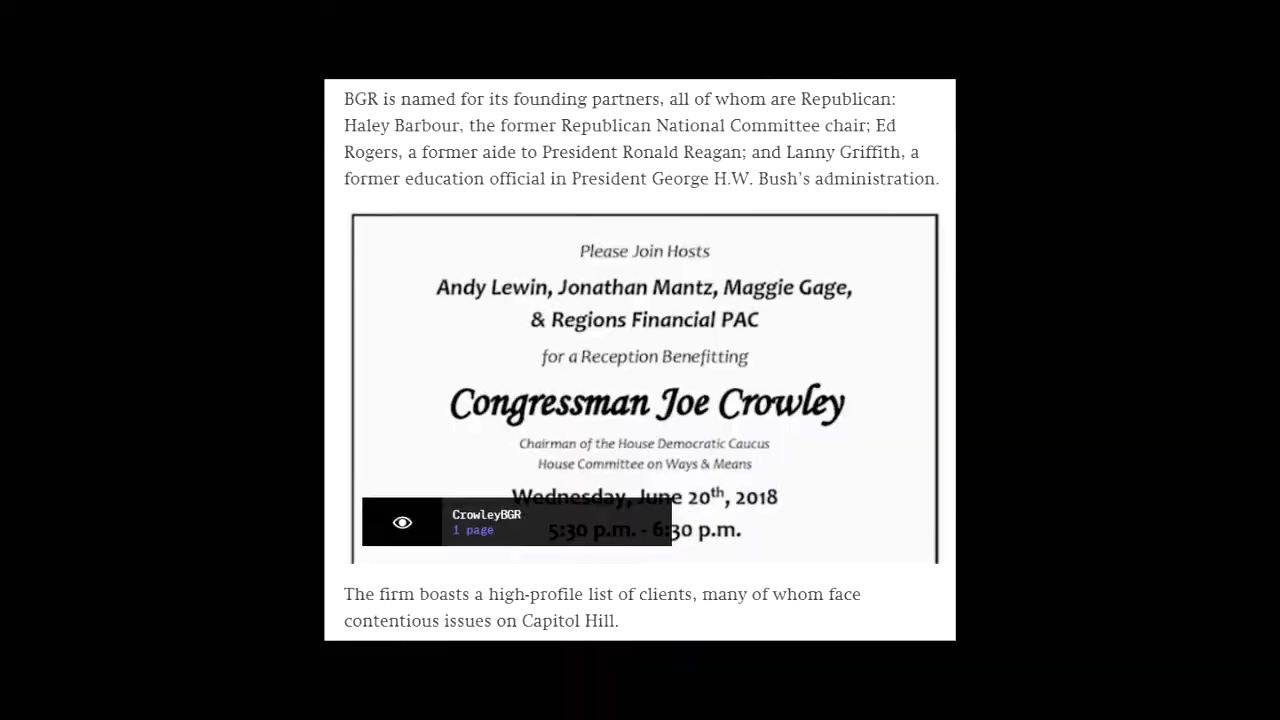 BGR is named for its founding partners, all of whom are Republican:
Haley Barbour, the former Republican National Committee chair; Ed
Rogers, a former aide to President Ronald Reagan; and Lanny Griffith, a
former education official in President George H.W. Bush’s administration.
Please Join Hosts
Andy Lewin, Jonathan Mantz, Maggie Gage,
& Regions Financial PAC
for a Reception Benefitting
Congressman Joe Crowley
Chairman of the House Democratic Caucus
House Committee on Ways & Means
Wednesday, June 20th, 2018
CrowleyBGR
1 page
5:30 p.m. - 6:30 p.m.
The firm boasts a high-profile list of clients, many of whom face
contentious issues on Capitol Hill.